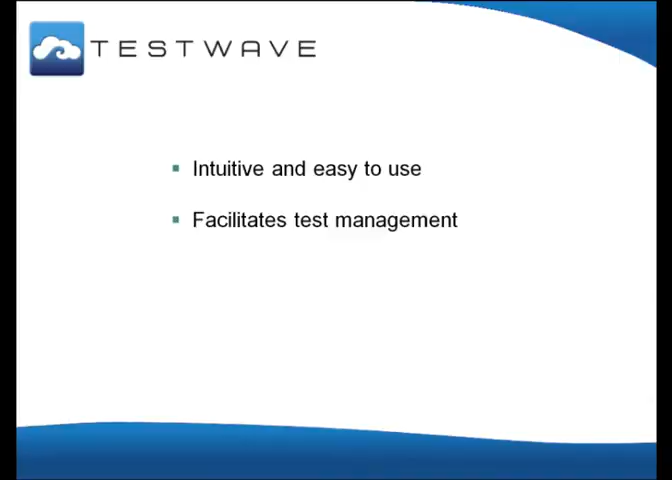 TESTWAVE
Intuitive and easy to use
Facilitates test management